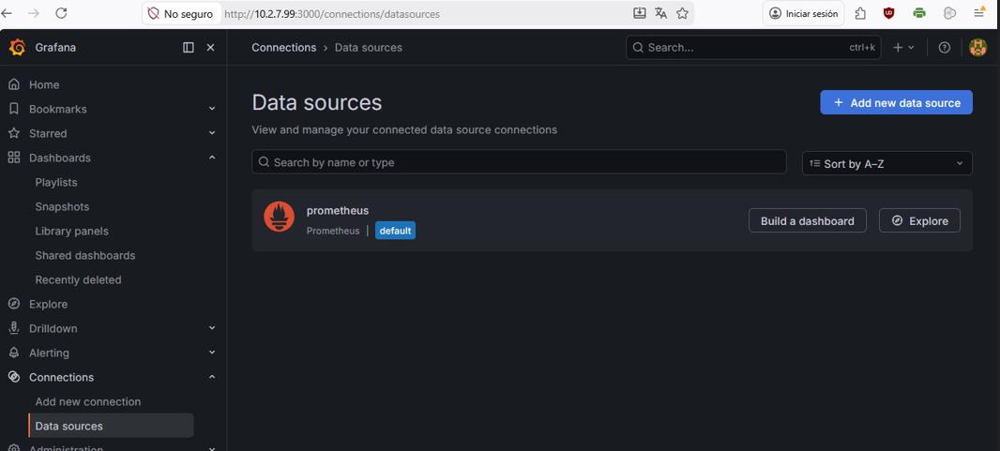 No seguro
http://10.2.7.99:3000/connections/datasources
Iniciar sesión
Grafana
Connections › Data sources
Search...
ctrl+k
Home
Bookmarks
Starred
Dashboards
Playlists
Snapshots
Library panels
Shared dashboards
Recently deleted
Explore
Drilldown
Alerting
Connections
Add new connection
Data sources
Administration
Data sources
Add new data source
View and manage your connected data source connections
Search by name or type
Sort by A–Z
prometheus
Prometheus | default
Build a dashboard
Explore